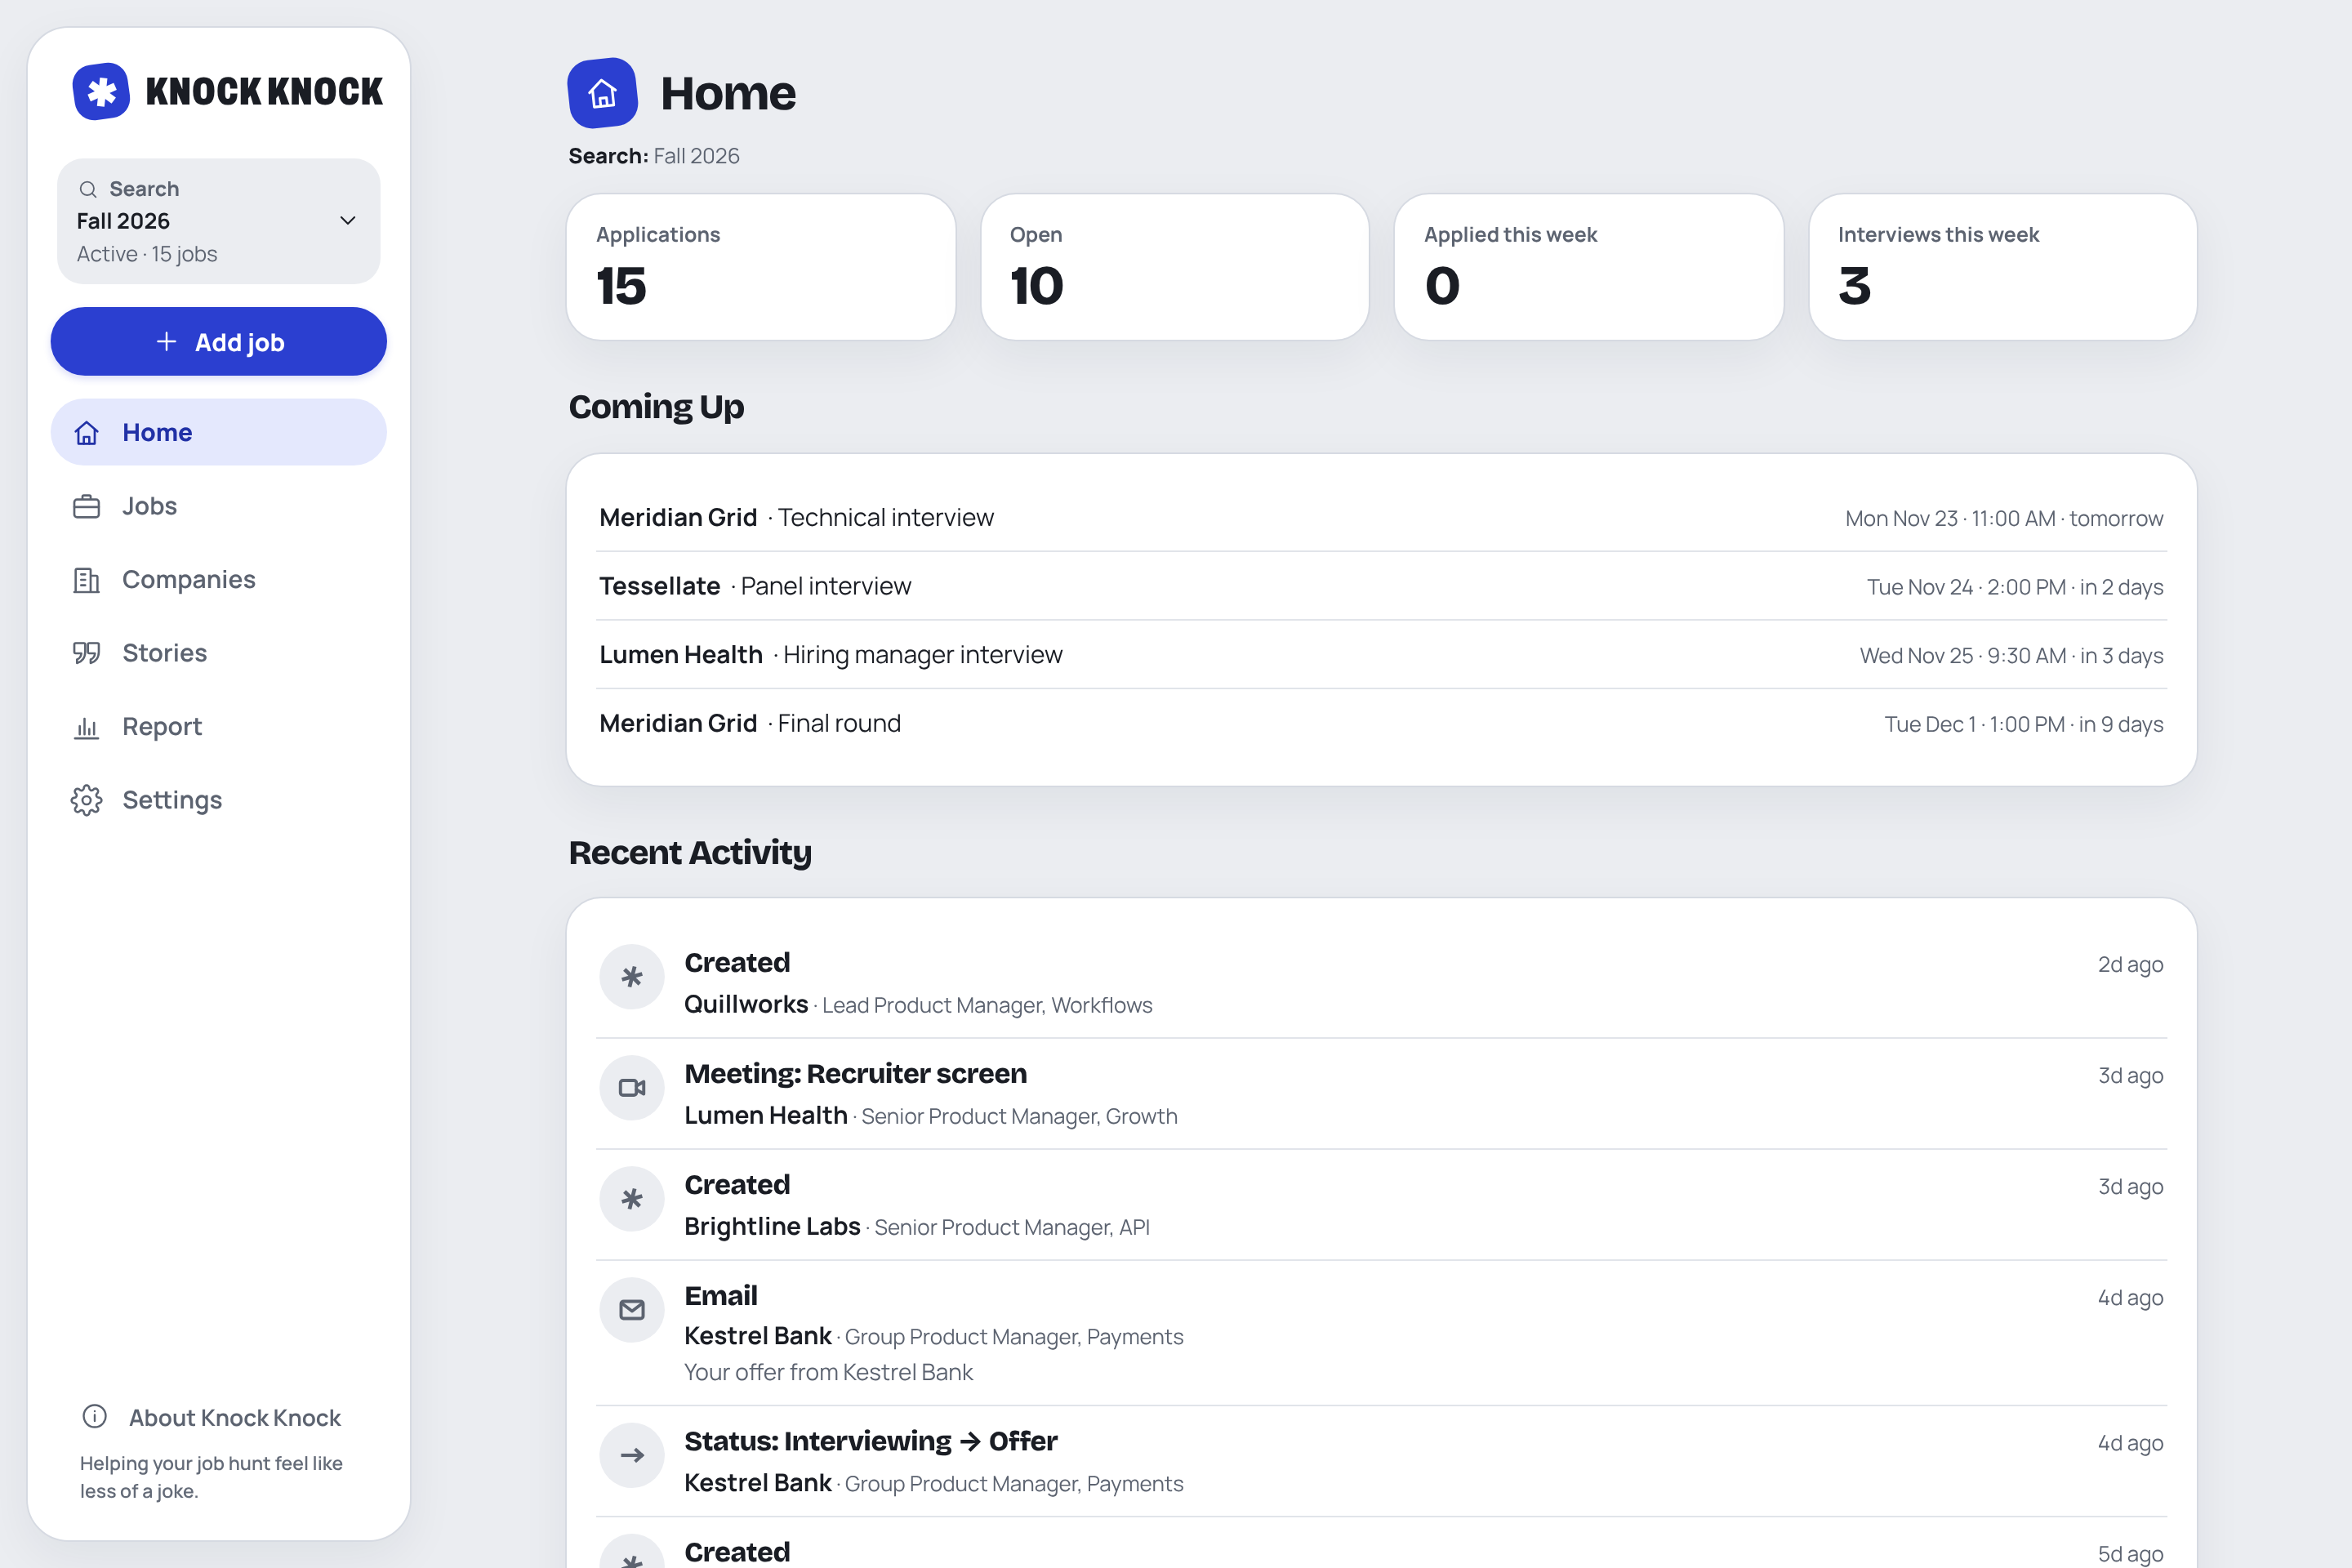 KNOCK KNOCK
Search
Fall 2026
Active · 15 jobs
Add job
Home
Jobs
Companies
Stories
Report
Settings
About Knock Knock
Helping your job hunt feel like
less of a joke.
Home
Search: Fall 2026
Applications
15
Open
10
Applied this week
0
Interviews this week
3
Coming Up
Meridian Grid · Technical interview
Mon Nov 23 · 11:00 AM · tomorrow
Tessellate · Panel interview
Tue Nov 24 · 2:00 PM · in 2 days
Lumen Health · Hiring manager interview
Wed Nov 25 · 9:30 AM · in 3 days
Meridian Grid · Final round
Tue Dec 1 · 1:00 PM · in 9 days
Recent Activity
Created
2d ago
Quillworks · Lead Product Manager, Workflows
Meeting: Recruiter screen
3d ago
Lumen Health · Senior Product Manager, Growth
Created
3d ago
Brightline Labs · Senior Product Manager, API
Email
4d ago
Kestrel Bank · Group Product Manager, Payments
Your offer from Kestrel Bank
Status: Interviewing → Offer
4d ago
Kestrel Bank · Group Product Manager, Payments
Created
5d ago